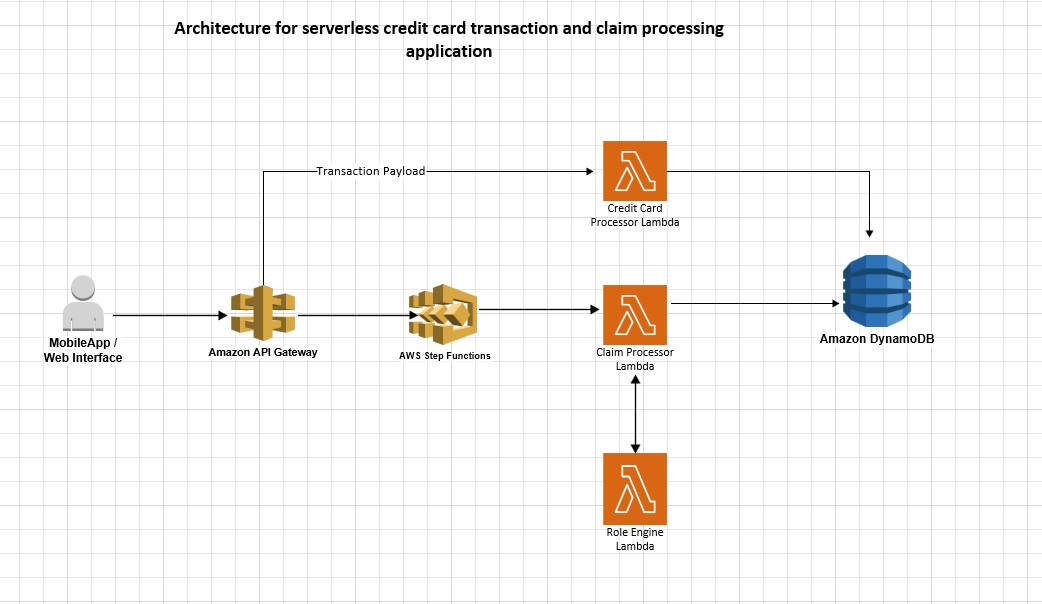 Architecture for serverless credit card transaction and claim processing
application
Transaction Payload
Credit Card
Processor Lambda
MobileApp /
Web Interface
Amazon API Gateway
AWS Step Functions
Claim Processor
Lambda
Amazon DynamoDB
Role Engine
Lambda